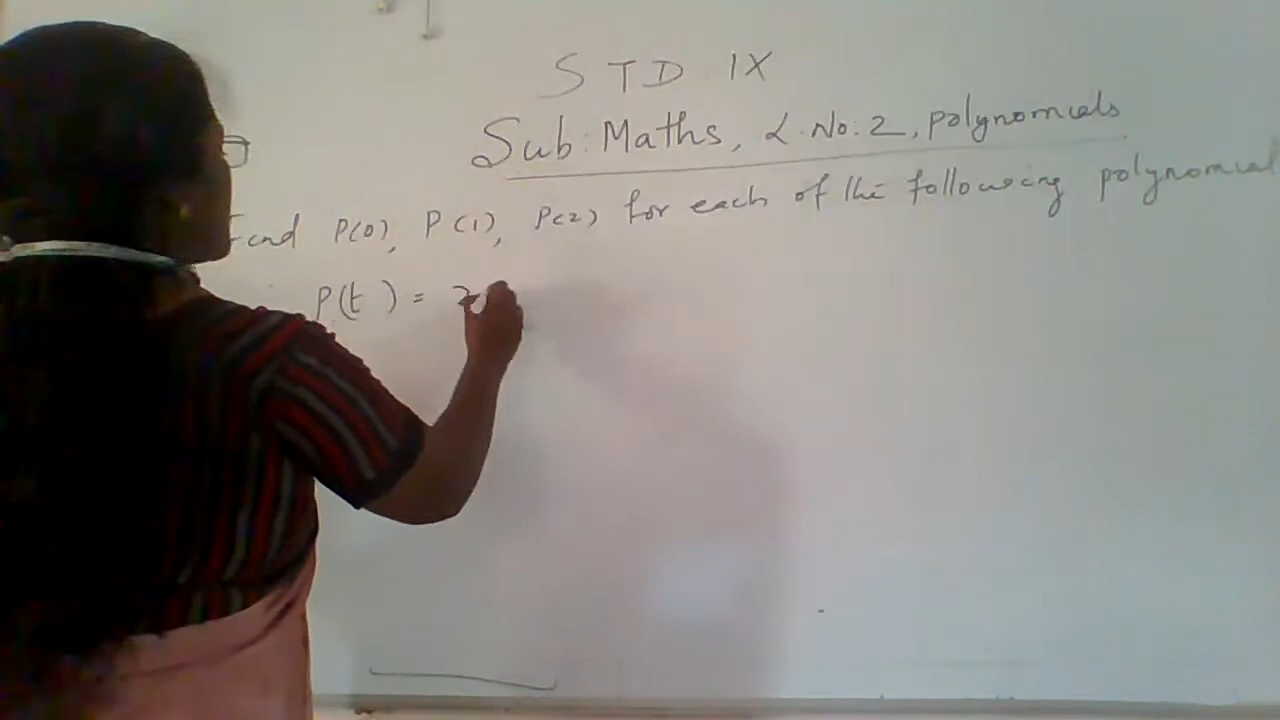 STD IX
Sub: Maths, L.No: 2, polynomials
Find P(0), P(1), P(2) for each of the following polynomial
P(t) = 2